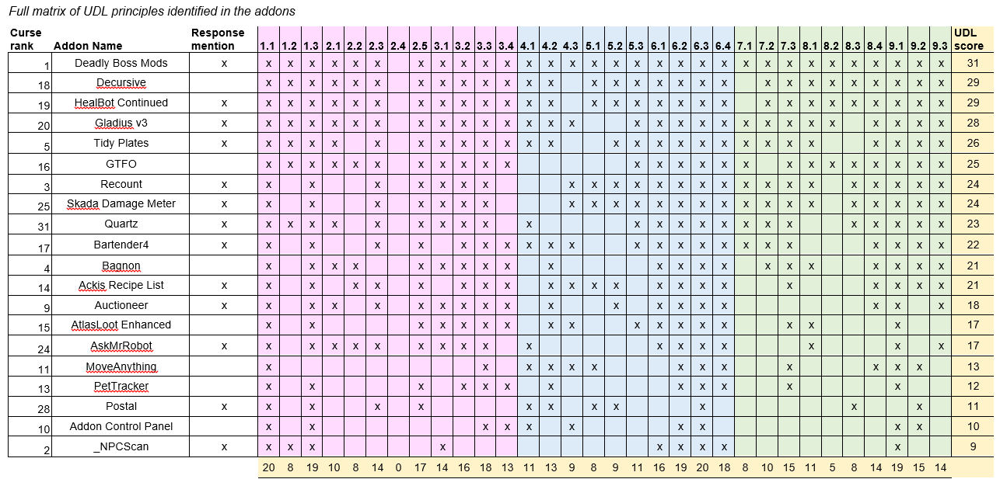 Full matrix of UDL principles identified in the addons
Curse rank Addon Name Response mention 1.1 1.2 1.3 2.1 2.2 2.3 2.4 2.5 3.1 3.2 3.3 3.4 4.1 4.2 4.3 5.1 5.2 5.3 6.1 6.2 6.3 6.4 7.1 7.2 7.3 8.1 8.2 8.3 8.4 9.1 9.2 9.3 UDL score
1 Deadly Boss Mods x x x x x x x x x x x x x x x x x x x x x x x x x x x x x x x x 31
18 Decursive x x x x x x x x x x x x x x x x x x x x x x x x x x x x x 29
19 HealBot Continued x x x x x x x x x x x x x x x x x x x x x x x x x x x x x x 29
20 Gladius v3 x x x x x x x x x x x x x x x x x x x x x x x x x x x x x 28
5 Tidy Plates x x x x x x x x x x x x x x x x x x x x x x x x x x x 26
16 GTFO x x x x x x x x x x x x x x x x x x x x x x x x x 25
3 Recount x x x x x x x x x x x x x x x x x x x x x x x x x 24
25 Skada Damage Meter x x x x x x x x x x x x x x x x x x x x x x x x x 24
31 Quartz x x x x x x x x x x x x x x x x x x x x x x x x 23
17 Bartender4 x x x x x x x x x x x x x x x x x x x x x x x 22
4 Bagnon x x x x x x x x x x x x x x x x x x x x x 21
14 Ackis Recipe List x x x x x x x x x x x x x x x x x x x x x x 21
9 Auctioneer x x x x x x x x x x x x x x x x x x x 18
15 AtlasLoot Enhanced x x x x x x x x x x x x x x x x x 17
24 AskMrRobot x x x x x x x x x x x x x x x x x x 17
11 MoveAnything x x x x x x x x x x x x x 13
13 PetTracker x x x x x x x x x x x x 12
28 Postal x x x x x x x x x x x x 11
10 Addon Control Panel x x x x x x x x x x 10
2 _NPCScan x x x x x x x x x x 9
20 8 19 10 8 14 0 17 14 16 18 13 11 13 9 8 9 11 16 19 20 18 8 10 15 11 5 8 14 19 15 14